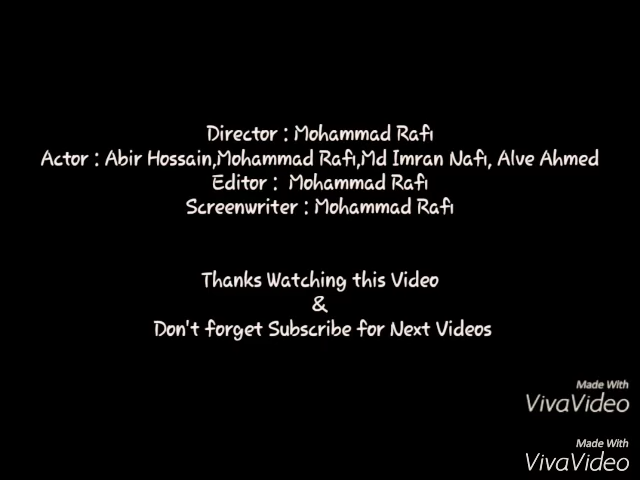 Director : Mohammad Rafi
Actor : Abir Hossain,Mohammad Rafi,Md Imran Nafi, Alve Ahmed
Editor :  Mohammad Rafi
Screenwriter : Mohammad Rafi
Thanks Watching this Video
&
Don't forget Subscribe for Next Videos
Made With
VivaVideo
Made With
VivaVideo